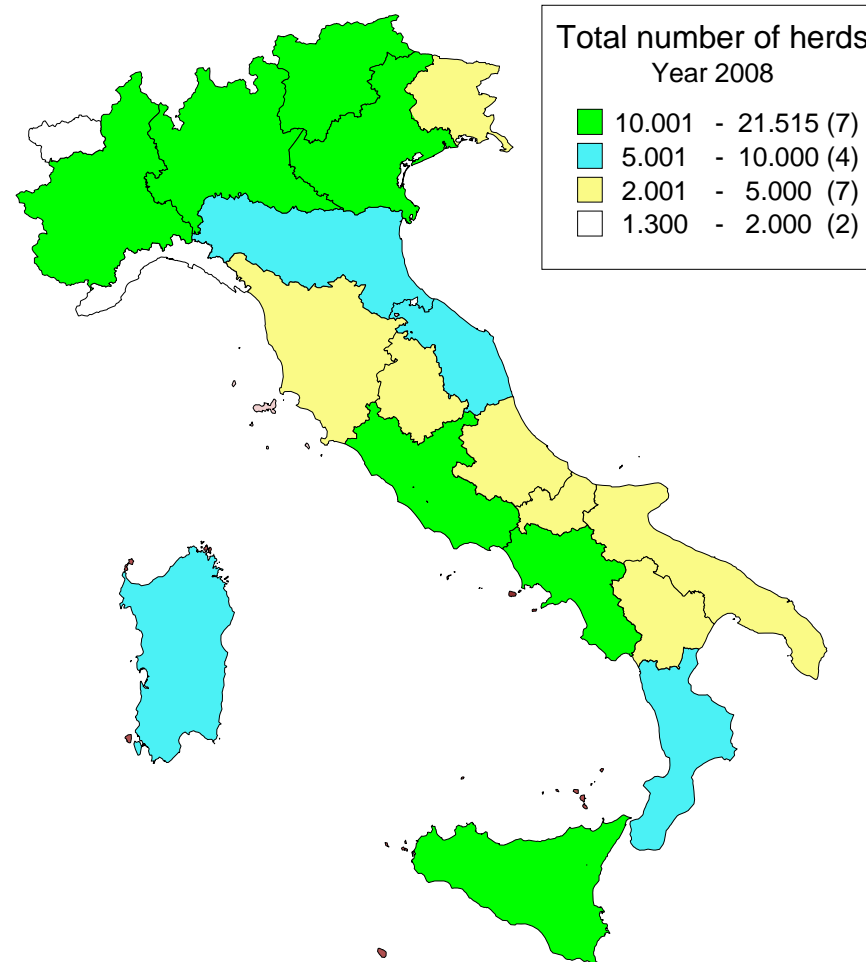 Total number of herds
Year 2008
10.001 - 21.515 (7)
5.001 - 10.000 (4)
2.001 - 5.000 (7)
1.300 - 2.000 (2)